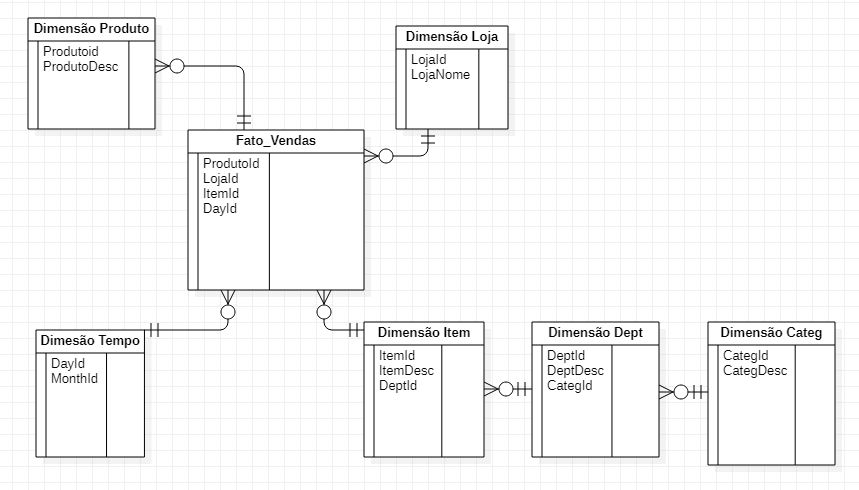 Dimensão Produto
Produtoid
ProdutoDesc
Dimensão Loja
LojaId
LojaNome
Fato_Vendas
ProdutoId
LojaId
ItemId
DayId
Dimesão Tempo
DayId
MonthId
Dimensão Item
ItemId
ItemDesc
DeptId
Dimensão Dept
DeptId
DeptDesc
CategId
Dimensão Categ
CategId
CategDesc